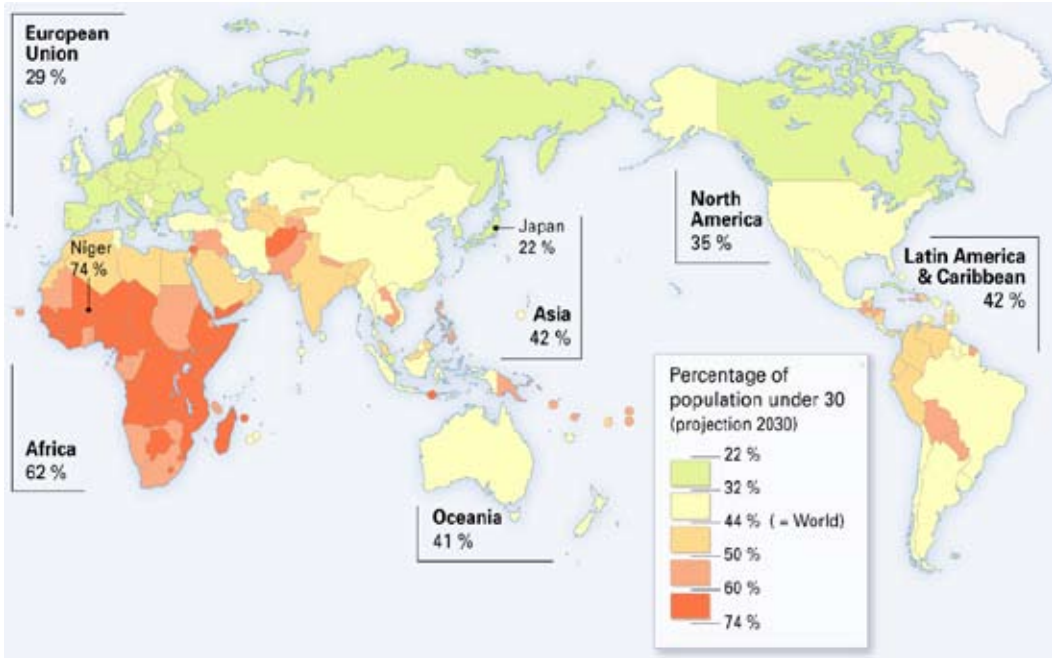 European
Union
29 %
Niger
74 %
Japan
22 %
Asia
42 %
North
America
35 %
Latin America
& Caribbean
42 %
Africa
62 %
Oceania
41 %
Percentage of
population under 30
(projection 2030)
22 %
32 %
44 % ( = World)
50 %
60 %
74 %